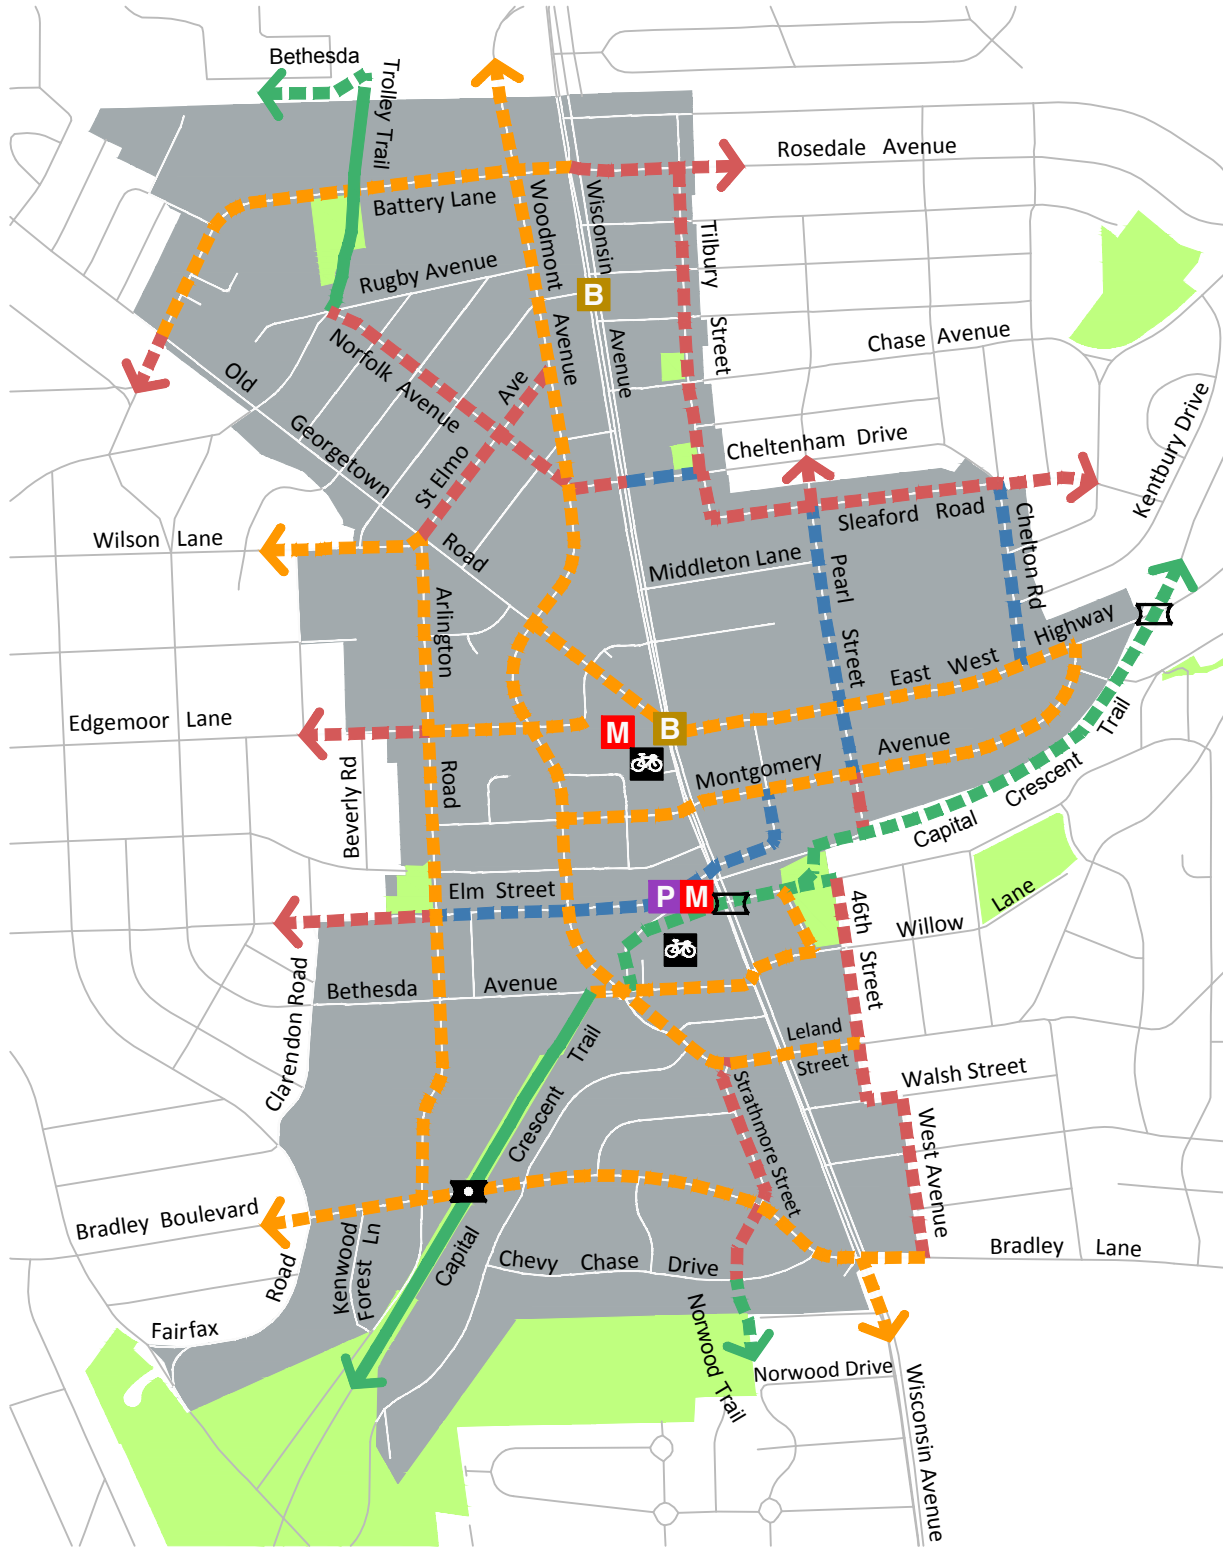 Bethesda
Trolley Trail
Rosedale Avenue
Battery Lane
Woodmont
Avenue
Wisconsin
Avenue
Tilbury
Street
Rugby Avenue
B
Chase Avenue
Norfolk Avenue
Old
Georgetown
Road
St Elmo
Ave
Cheltenham Drive
Kentbury Drive
Sleaford Road
Wilson Lane
Middleton Lane
Pearl
Street
Chelton Rd
Arlington
Road
East West
Highway
Edgemoor Lane
M
B
Beverly Rd
Montgomery
Avenue
Capital
Crescent
Trail
Elm Street
P
M
46th
Street
Willow
Lane
Bethesda Avenue
Clarendon Road
Leland
Street
Walsh Street
West Avenue
Strathmore Street
Capital
Crescent
Trail
Bradley Boulevard
Bradley Lane
Kenwood
Forest Ln
Road
Fairfax
Chevy Chase Drive
Norwood Trail
Norwood Drive
Wisconsin Avenue